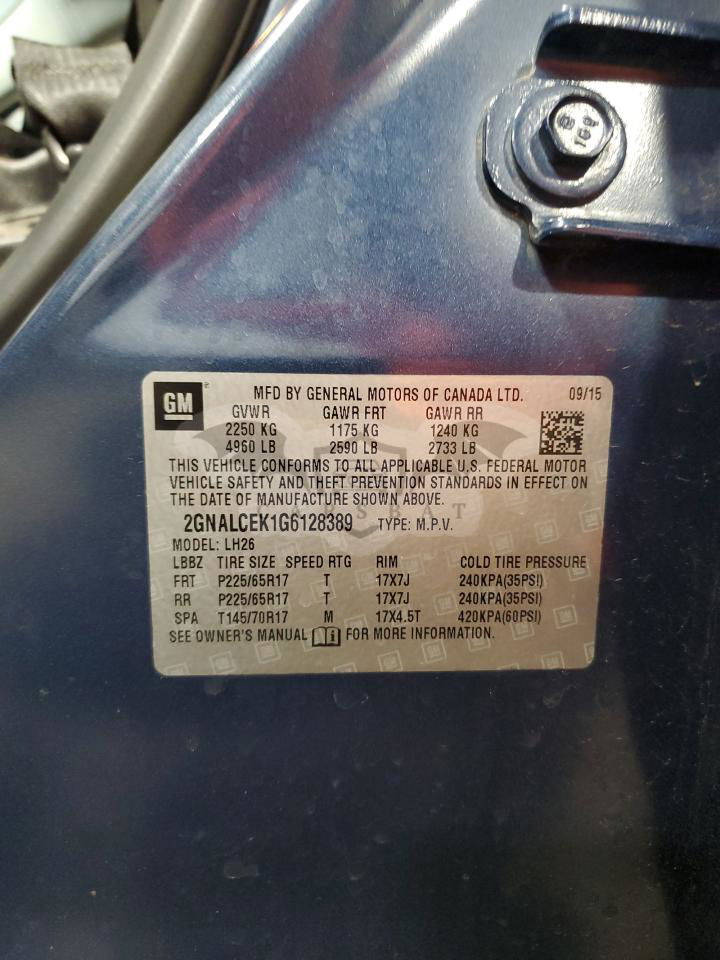 109
GM
MFD BY GENERAL MOTORS OF CANADA LTD. 09/15
GVWR GAWR FRT GAWR RR
2250 KG 1175 KG 1240 KG
4960 LB 2590 LB 2733 LB
THIS VEHICLE CONFORMS TO ALL APPLICABLE U.S. FEDERAL MOTOR
VEHICLE SAFETY AND THEFT PREVENTION STANDARDS IN EFFECT ON
THE DATE OF MANUFACTURE SHOWN ABOVE.
CARSBAT
2GNALCEK1G6128389 TYPE: M.P.V.
MODEL: LH26
LBBZ TIRE SIZE SPEED RTG RIM COLD TIRE PRESSURE
FRT P225/65R17 T 17X7J 240KPA(35PSI)
RR P225/65R17 T 17X7J 240KPA(35PSI)
SPA T145/70R17 M 17X4.5T 420KPA(60PSI)
SEE OWNER'S MANUAL FOR MORE INFORMATION.